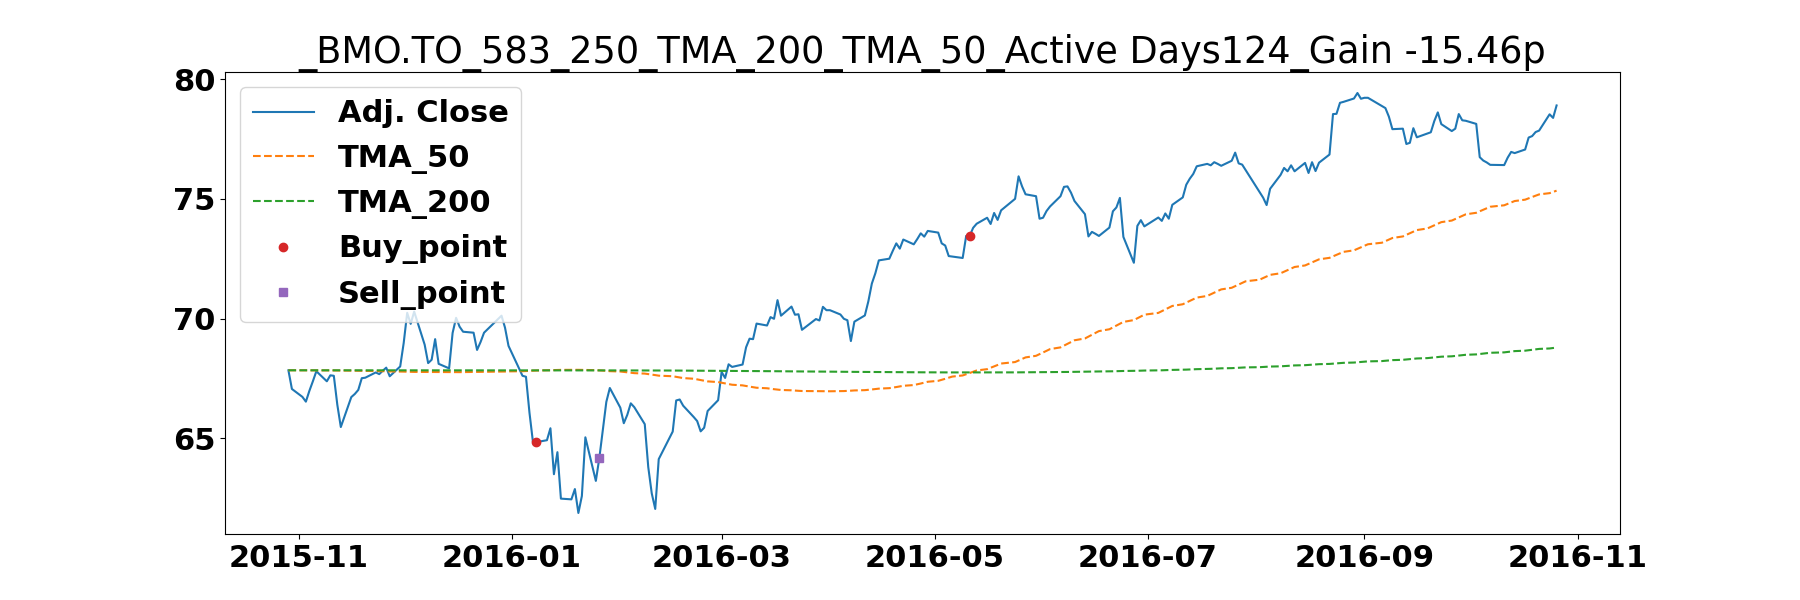 _BMO.TO_583_250_TMA_200_TMA_50_Active Days124_Gain -15.46p
80
75
70
65
Adj. Close
TMA_50
TMA_200
Buy_point
Sell_point
2015-11 2016-01 2016-03 2016-05 2016-07 2016-09 2016-11